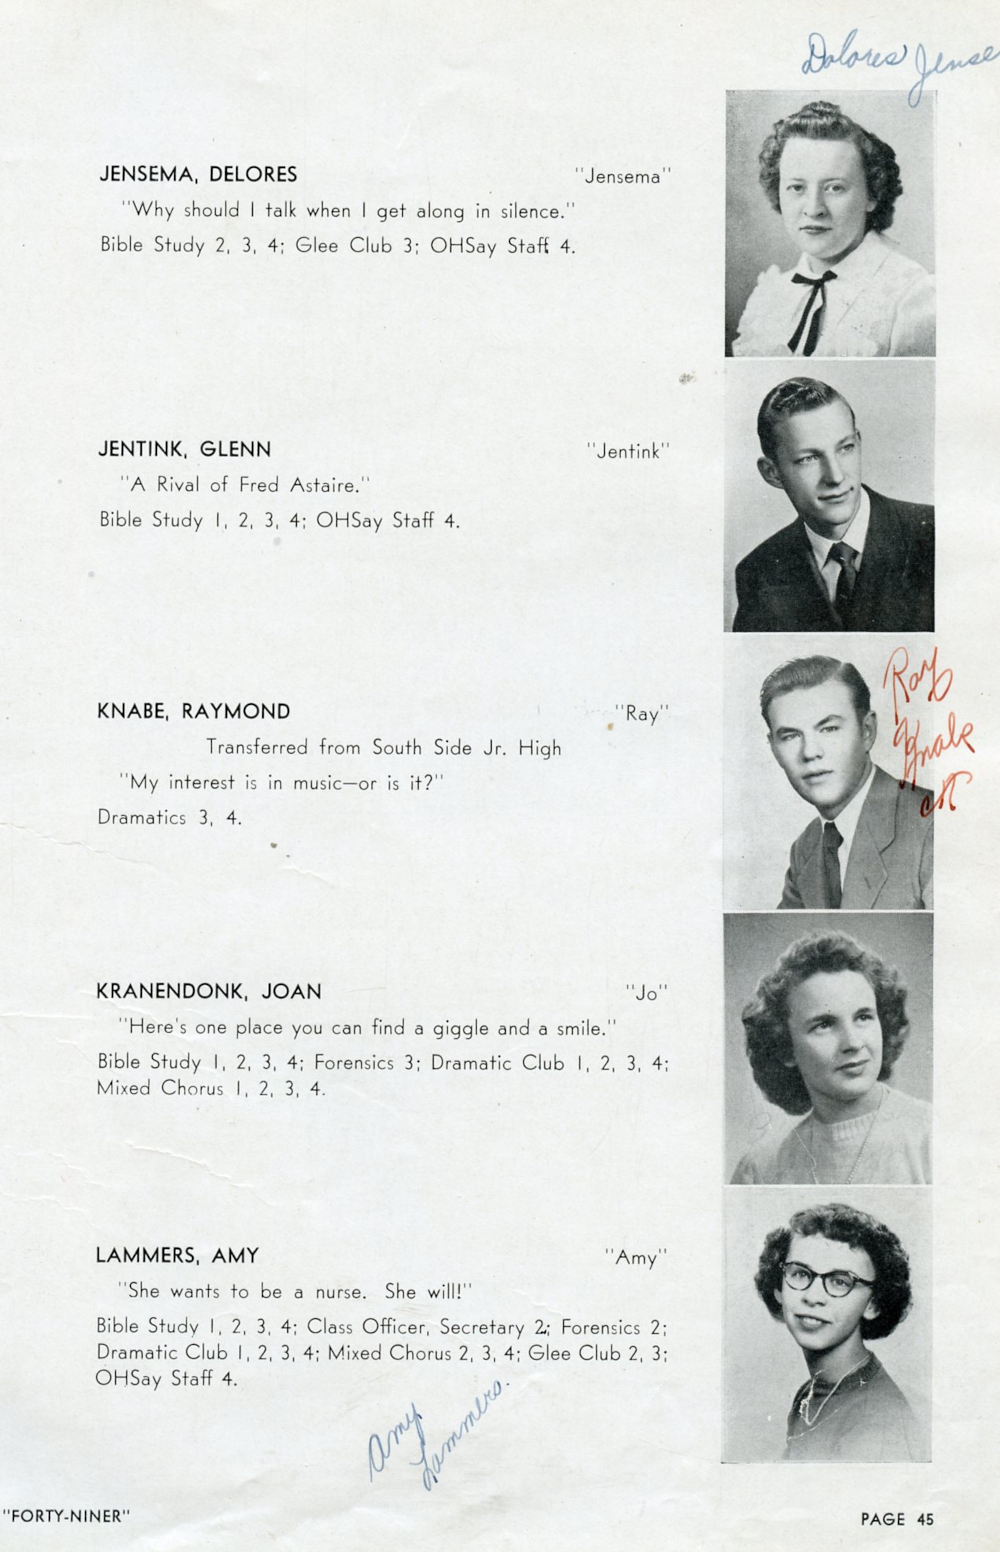 Dolores Jense
JENSEMA, DELORES "Jensema"
"Why should I talk when I get along in silence."
Bible Study 2, 3, 4; Glee Club 3; OHSay Staff 4.
JENTINK, GLENN "Jentink"
"A Rival of Fred Astaire."
Bible Study 1, 2, 3, 4; OHSay Staff 4.
KNABE, RAYMOND "Ray"
Transferred from South Side Jr. High
"My interest is in music—or is it?"
Dramatics 3, 4.
Ray
Knabe
KRANENDONK, JOAN "Jo"
"Here's one place you can find a giggle and a smile."
Bible Study 1, 2, 3, 4; Forensics 3; Dramatic Club 1, 2, 3, 4;
Mixed Chorus 1, 2, 3, 4.
LAMMERS, AMY "Amy"
"She wants to be a nurse. She will!"
Bible Study 1, 2, 3, 4; Class Officer, Secretary 2; Forensics 2;
Dramatic Club 1, 2, 3, 4; Mixed Chorus 2, 3, 4; Glee Club 2, 3;
OHSay Staff 4.
Amy
Lammers.
"FORTY-NINER" PAGE 45